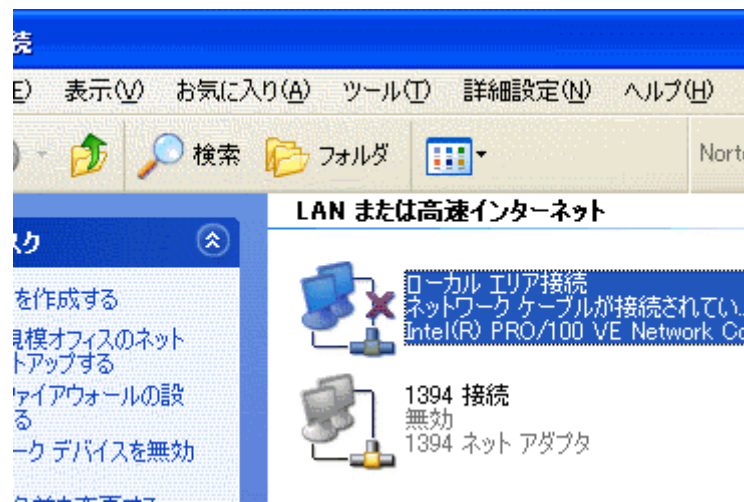 続
E) 表示(V) お気に入り(A) ツール(T) 詳細設定(N) ヘルプ(H)
検索 フォルダ Norto
LAN または高速インターネット
スク
を作成する
見模オフィスのネット
トアップする
ァイアウォールの設
る
ーク デバイスを無効
ローカル エリア接続
ネットワーク ケーブルが接続されてい...
Intel(R) PRO/100 VE Network Co
1394 接続
無効
1394 ネット アダプタ